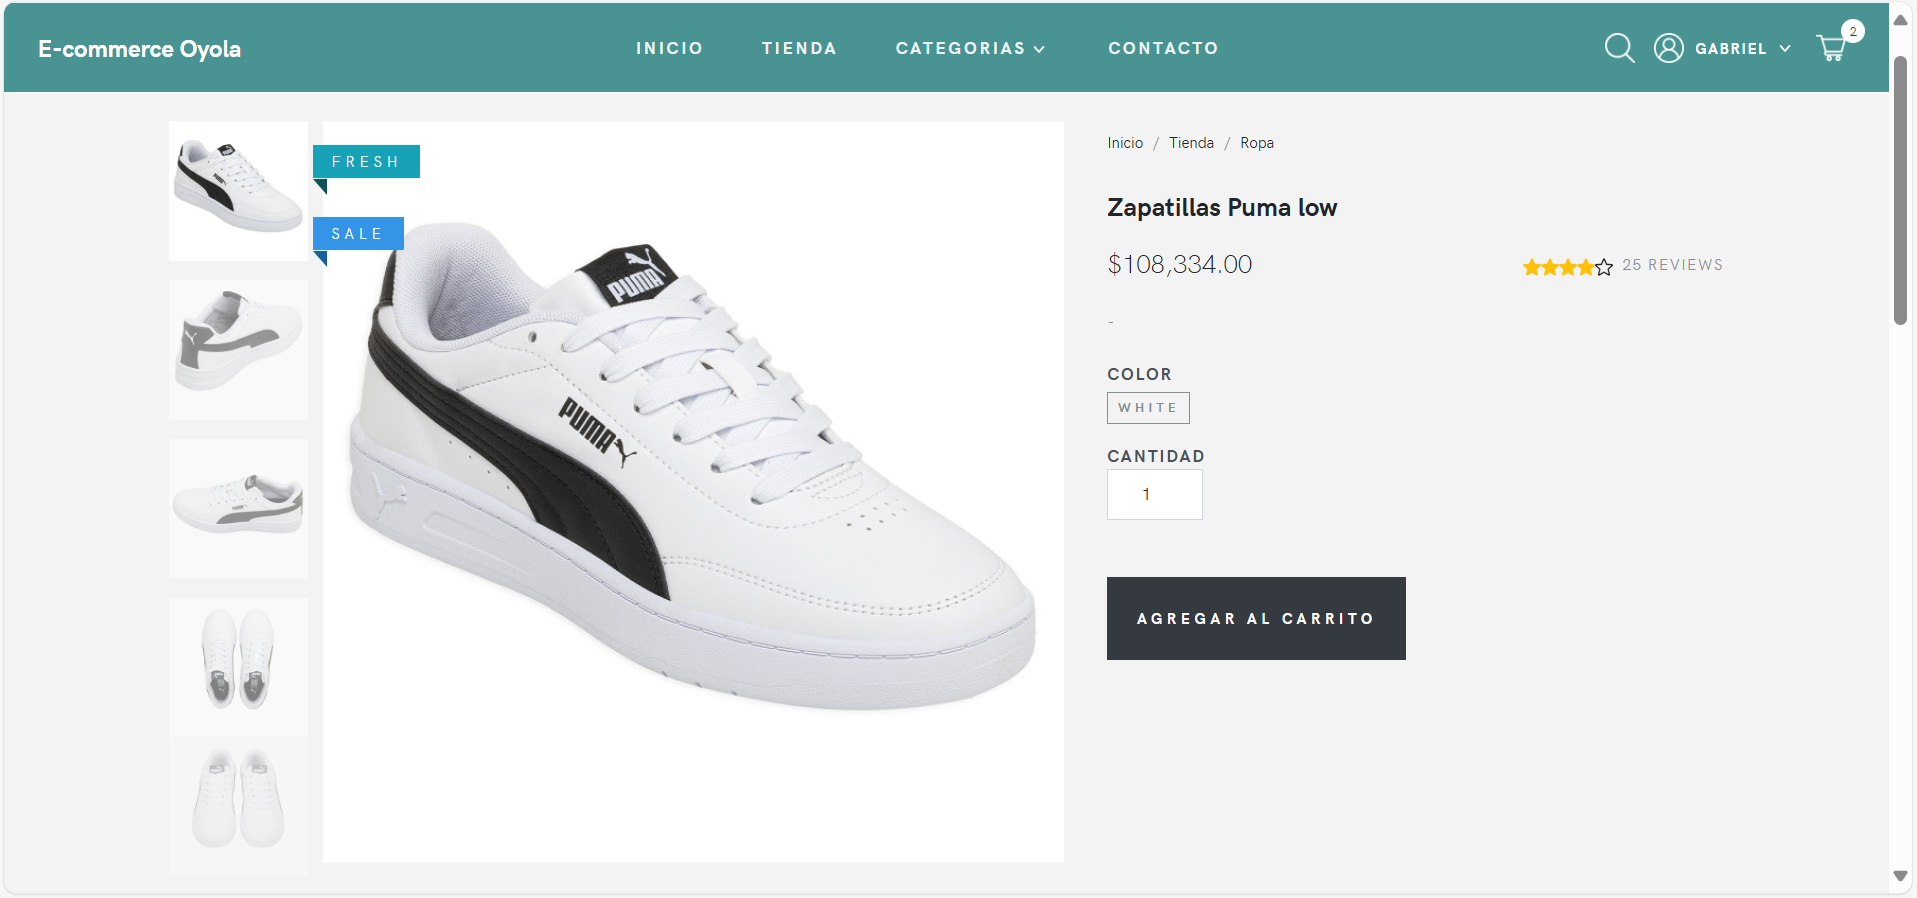 E-commerce Oyola
INICIO
TIENDA
CATEGORIAS
CONTACTO
GABRIEL
2
FRESH
SALE
PUMA
PUMA
Inicio / Tienda / Ropa
Zapatillas Puma low
$108,334.00
25 REVIEWS
-
COLOR
WHITE
CANTIDAD
1
AGREGAR AL CARRITO